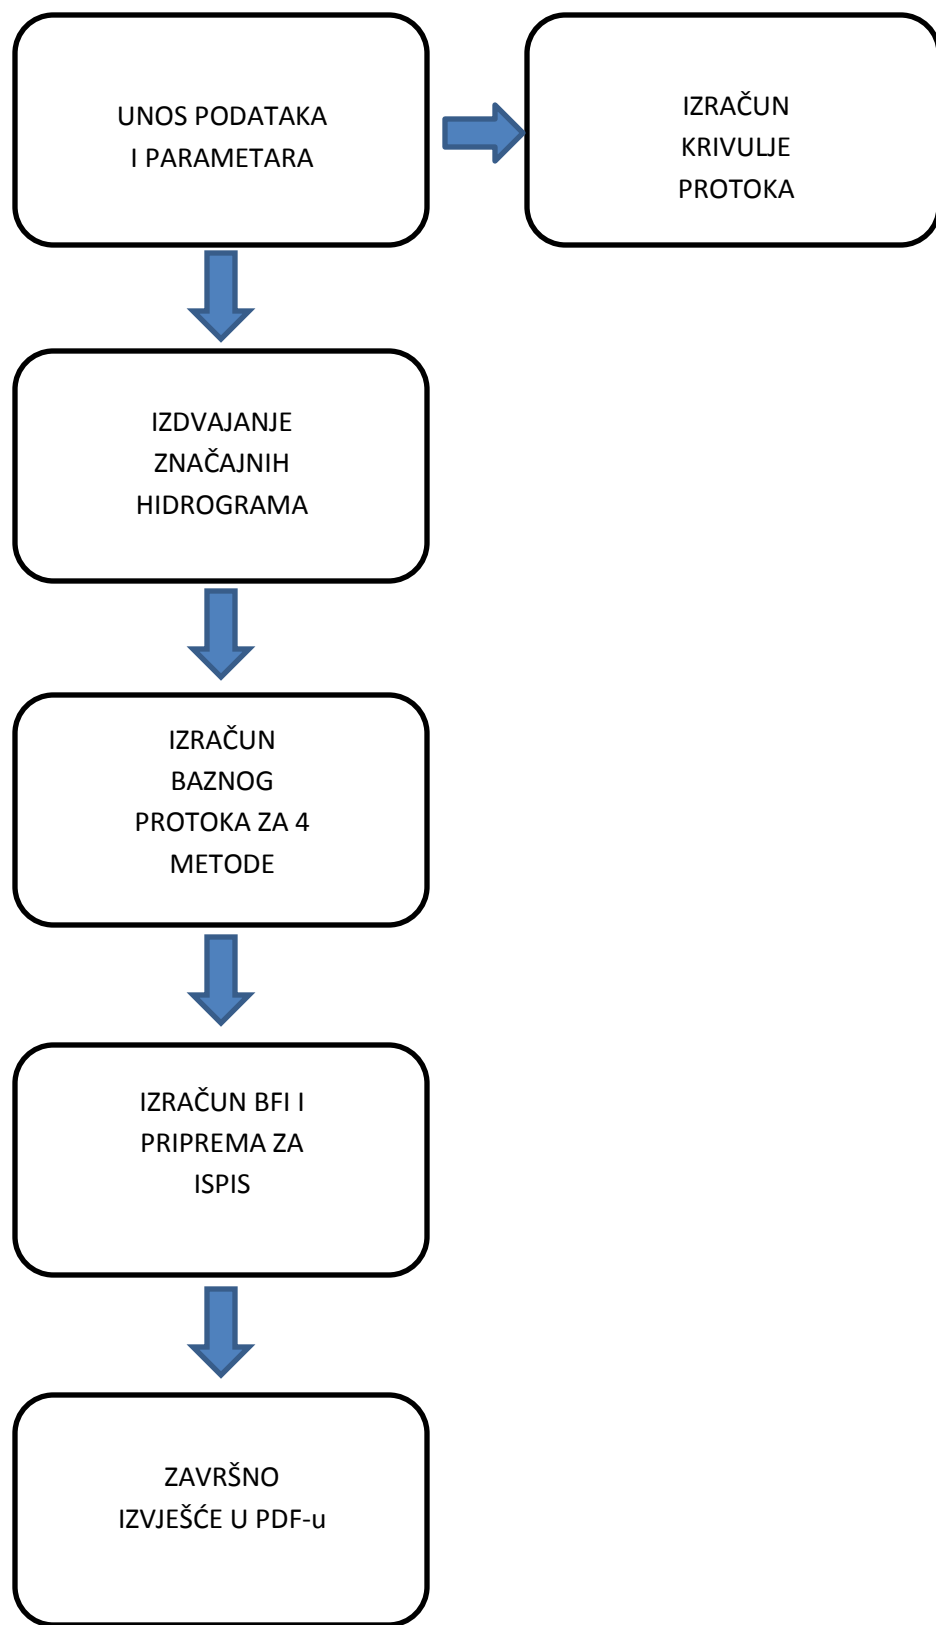 UNOS PODATAKA
I PARAMETARA
IZRAČUN
KRIVULJE
PROTOKA
IZDVAJANJE
ZNAČAJNIH
HIDROGRAMA
IZRAČUN
BAZNOG
PROTOKA ZA 4
METODE
IZRAČUN BFI I
PRIPREMA ZA
ISPIS
ZAVRŠNO
IZVJEŠĆE U PDF-u